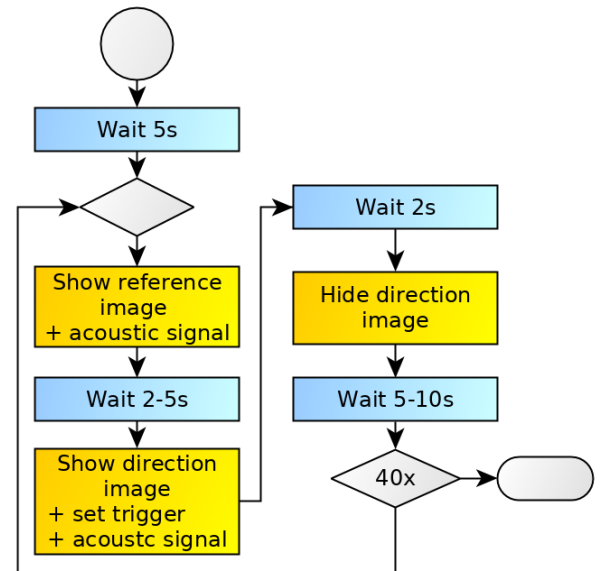 Wait 5s
Show reference
image
+ acoustic signal
Wait 2-5s
Show direction
image
+ set trigger
+ acoustc signal
Wait 2s
Hide direction
image
Wait 5-10s
40x